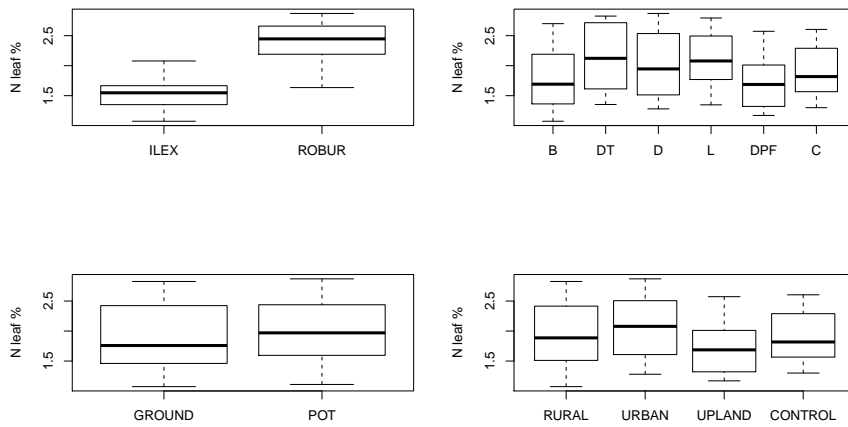 N leaf %
2.5
1.5
ILEX ROBUR
N leaf %
2.5
1.5
B DT D L DPF C
N leaf %
2.5
1.5
GROUND POT
N leaf %
2.5
1.5
RURAL URBAN UPLAND CONTROL